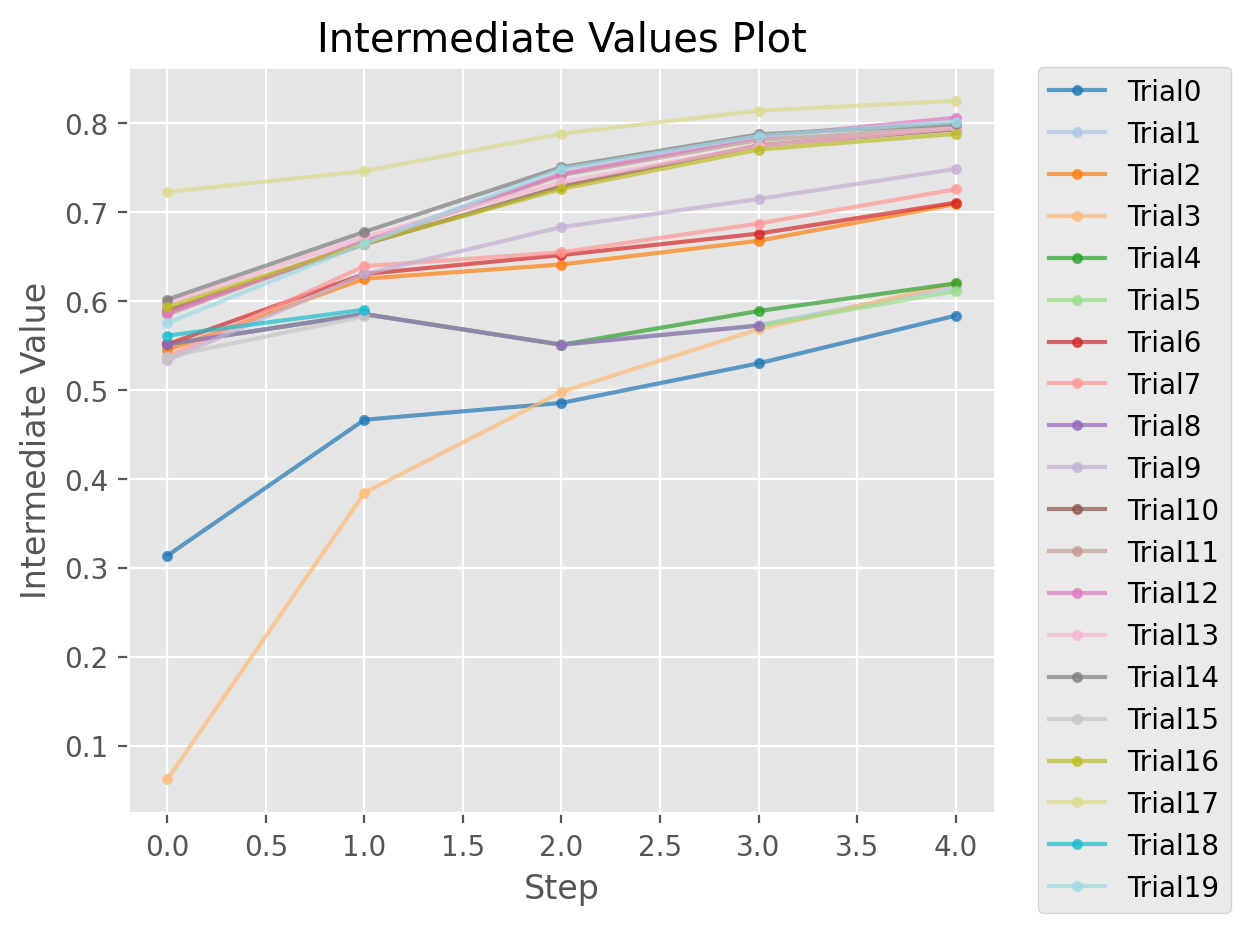 Intermediate Values Plot
Intermediate Value
0.8
0.7
0.6
0.5
0.4
0.3
0.2
0.1
0.0 0.5 1.0 1.5 2.0 2.5 3.0 3.5 4.0
Step
Trial0
Trial1
Trial2
Trial3
Trial4
Trial5
Trial6
Trial7
Trial8
Trial9
Trial10
Trial11
Trial12
Trial13
Trial14
Trial15
Trial16
Trial17
Trial18
Trial19